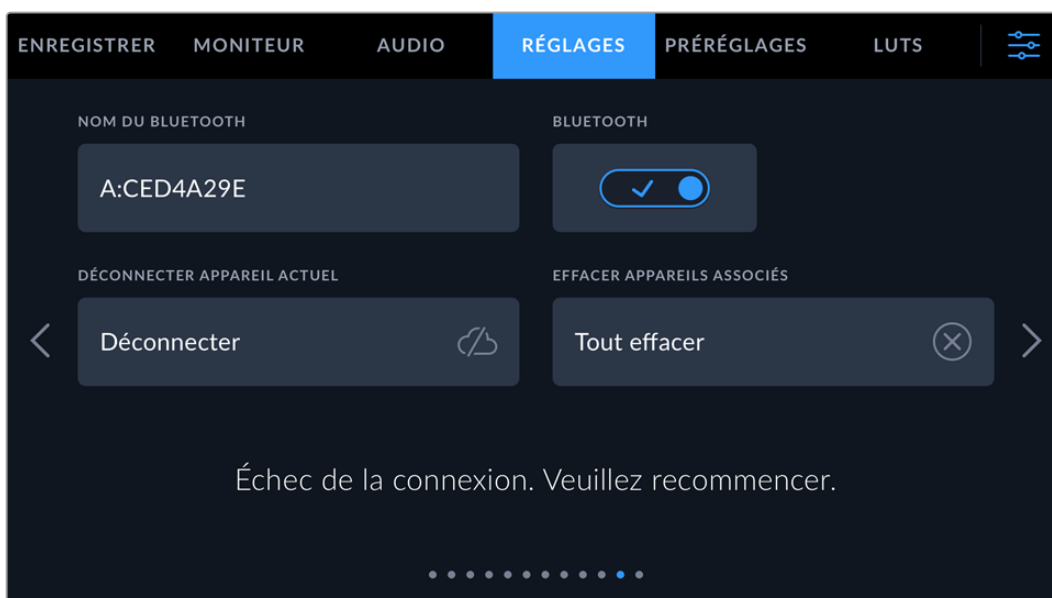 ENREGISTRER MONITEUR AUDIO RÉGLAGES PRÉRÉGLAGES LUTS
NOM DU BLUETOOTH BLUETOOTH
A:CED4A29E
DÉCONNECTER APPAREIL ACTUEL EFFACER APPAREILS ASSOCIÉS
Déconnecter Tout effacer
Échec de la connexion. Veuillez recommencer.